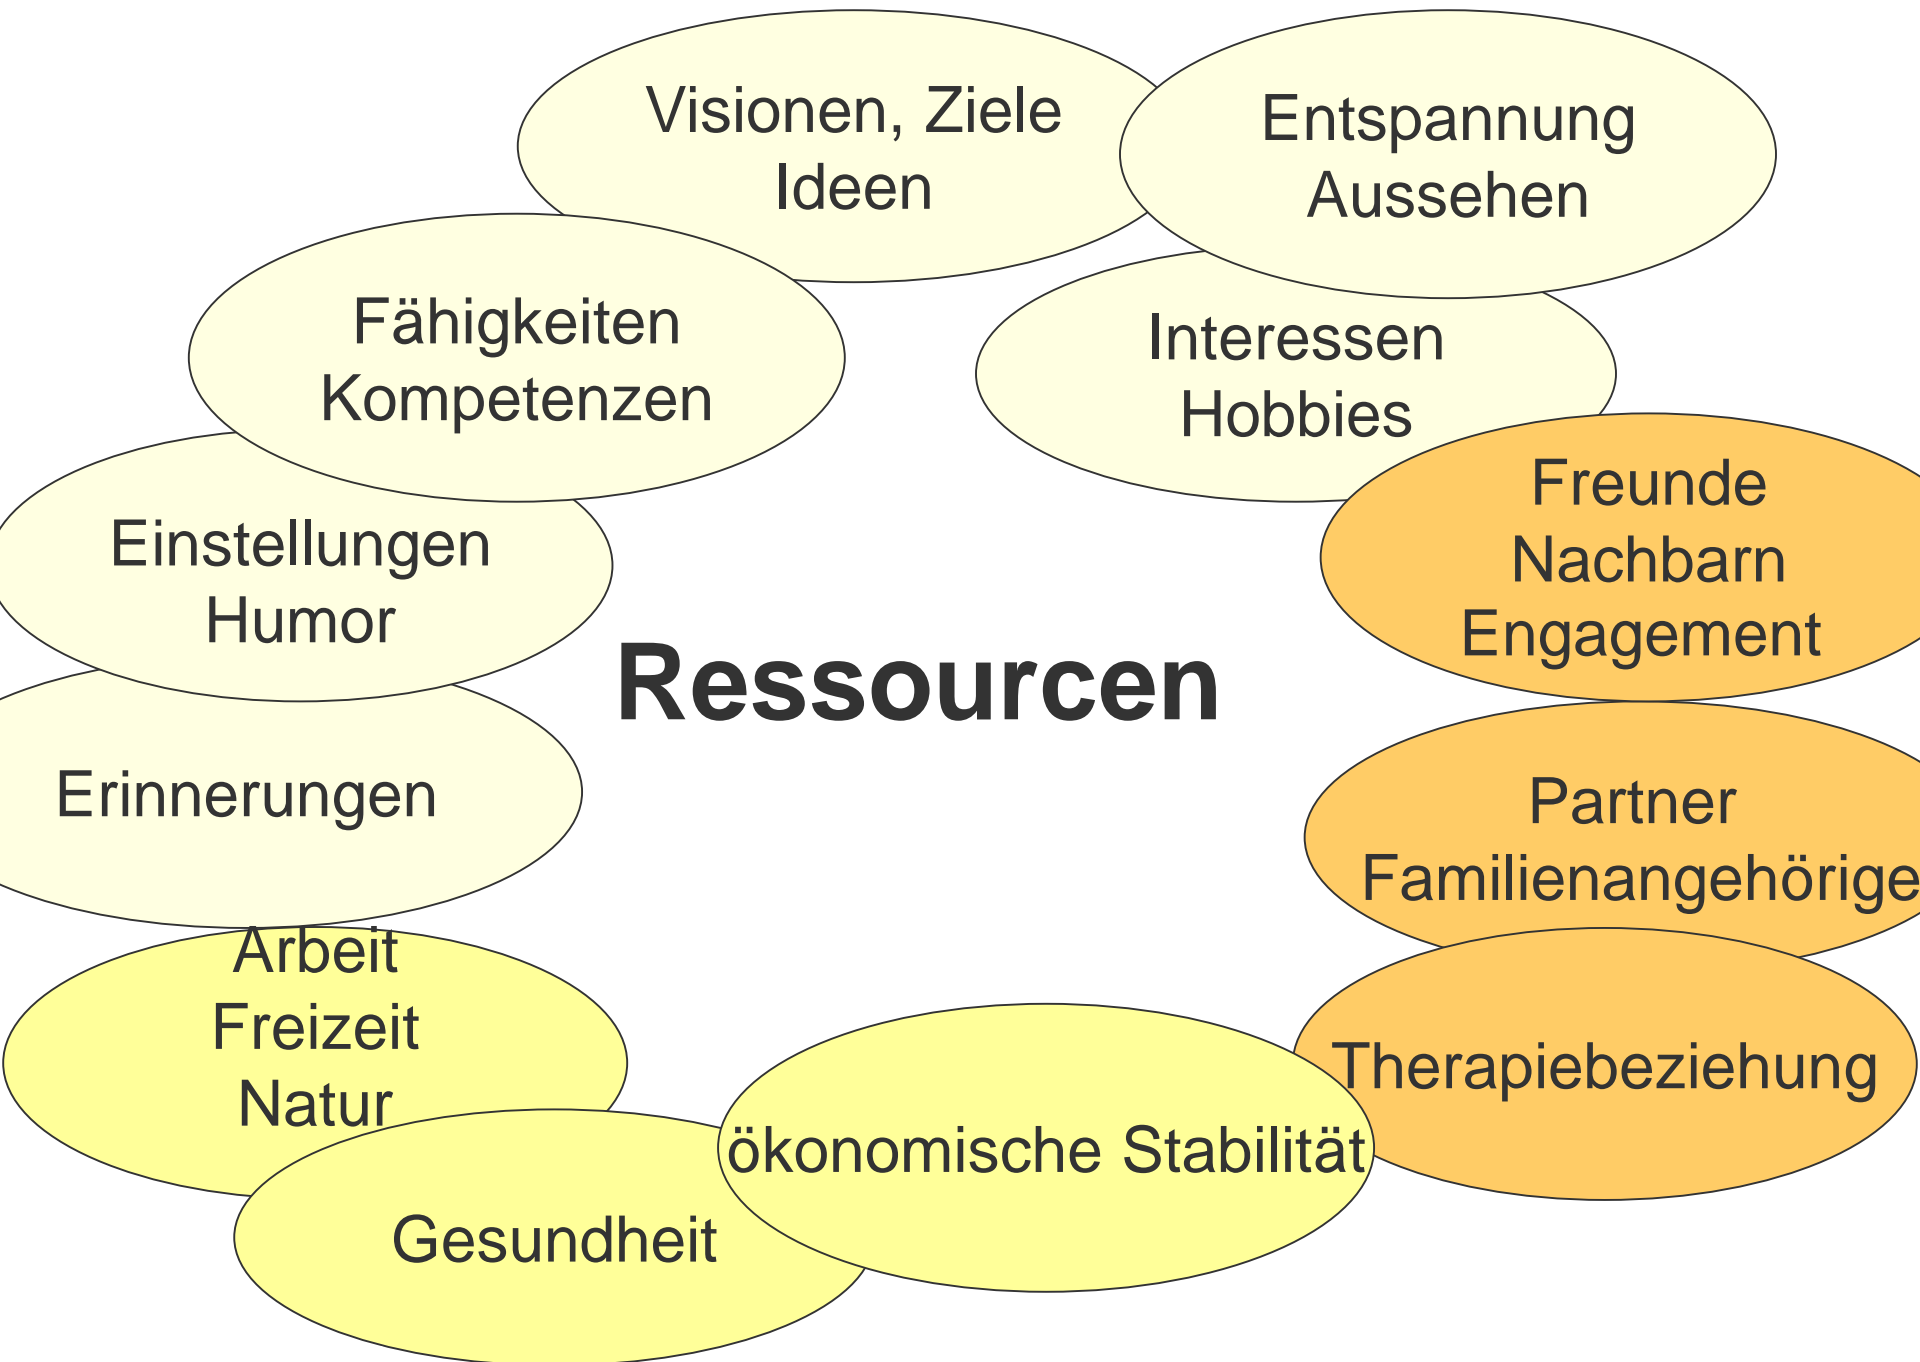 Visionen, Ziele
Ideen
Entspannung
Aussehen
Fähigkeiten
Kompetenzen
Interessen
Hobbies
Einstellungen
Humor
Freunde
Nachbarn
Engagement
Ressourcen
Erinnerungen
Partner
Familienangehörige
Arbeit
Freizeit
Natur
Therapiebeziehung
ökonomische Stabilität
Gesundheit